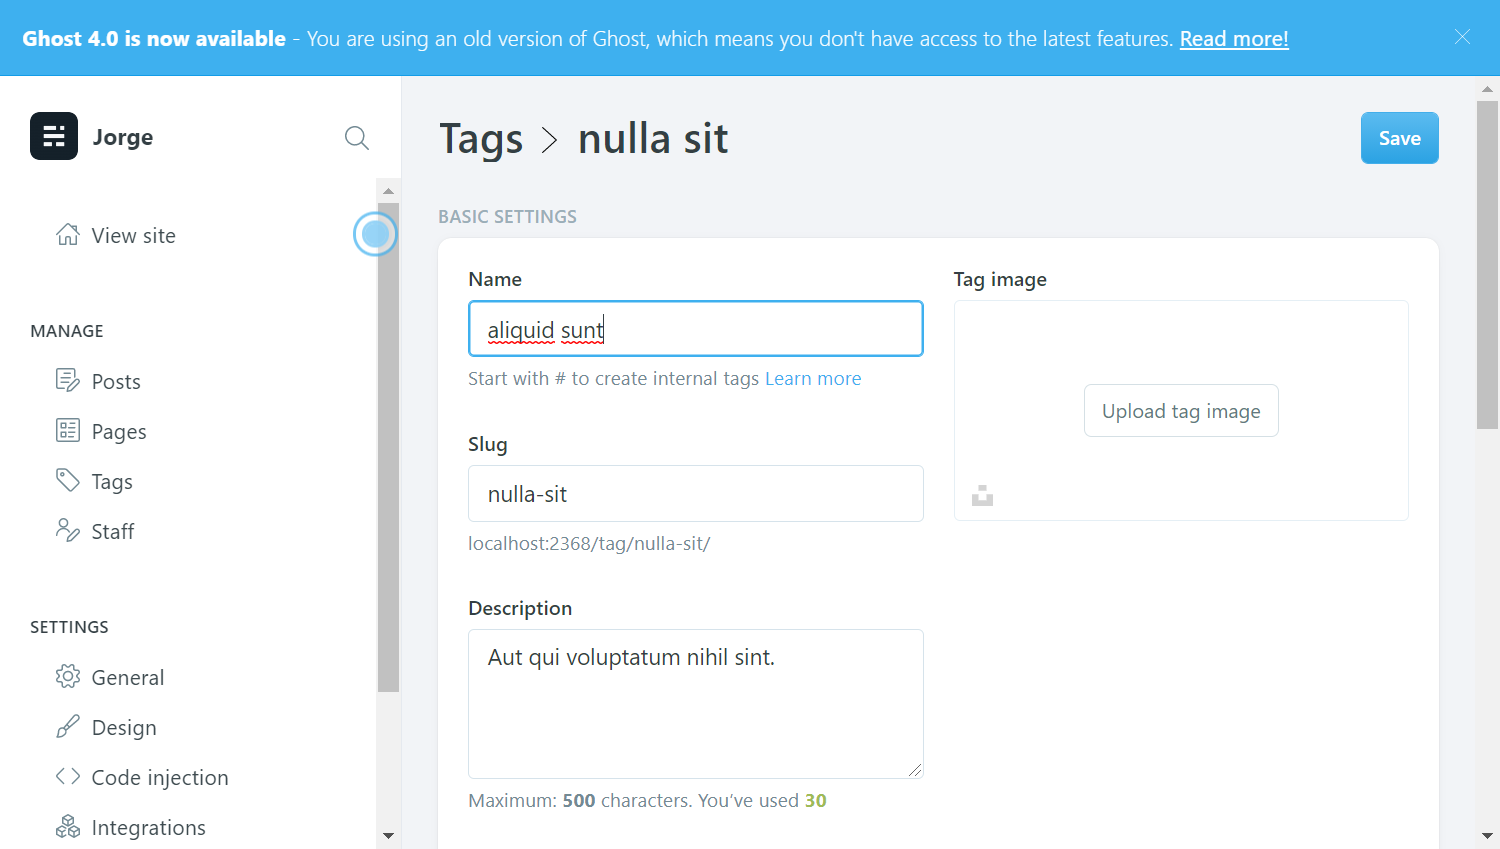 Ghost 4.0 is now available - You are using an old version of Ghost, which means you don't have access to the latest features. Read more!
Jorge
View site
MANAGE
Posts
Pages
Tags
Staff
SETTINGS
General
Design
Code injection
Integrations
Tags > nulla sit
Save
BASIC SETTINGS
Name
aliquid sunt
Start with # to create internal tags Learn more
Slug
nulla-sit
localhost:2368/tag/nulla-sit/
Description
Aut qui voluptatum nihil sint.
Maximum: 500 characters. You’ve used 30
Tag image
Upload tag image